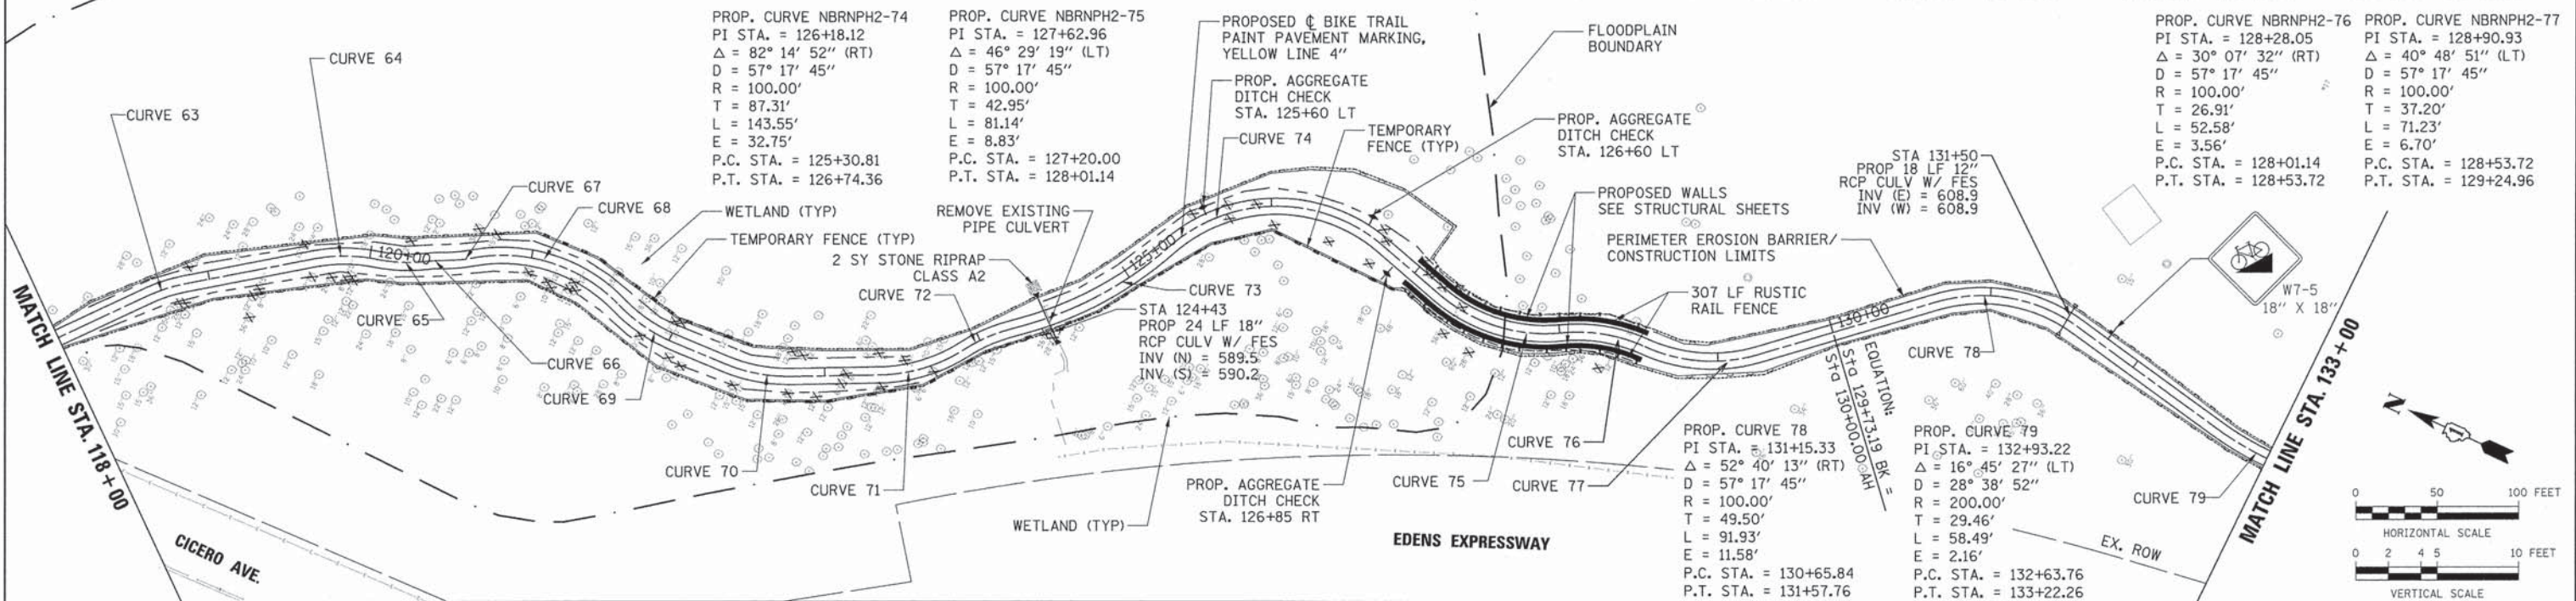 PROP. CURVE NBRNPH2-74
PI STA. = 126+18.12
Δ = 82° 14' 52" (RT)
D = 57° 17' 45"
R = 100.00'
T = 87.31'
L = 143.55'
E = 32.75'
P.C. STA. = 125+30.81
P.T. STA. = 126+74.36
PROP. CURVE NBRNPH2-75
PI STA. = 127+62.96
Δ = 46° 29' 19" (LT)
D = 57° 17' 45"
R = 100.00'
T = 42.95'
L = 81.14'
E = 8.83'
P.C. STA. = 127+20.00
P.T. STA. = 128+01.14
PROPOSED ℄ BIKE TRAIL
PAINT PAVEMENT MARKING,
YELLOW LINE 4"
PROP. AGGREGATE
DITCH CHECK
STA. 125+60 LT
CURVE 74
TEMPORARY
FENCE (TYP)
FLOODPLAIN
BOUNDARY
PROP. AGGREGATE
DITCH CHECK
STA. 126+60 LT
PROP. CURVE NBRNPH2-76
PI STA. = 128+28.05
Δ = 30° 07' 32" (RT)
D = 57° 17' 45"
R = 100.00'
T = 26.91'
L = 52.58'
E = 3.56'
P.C. STA. = 128+01.14
P.T. STA. = 128+53.72
PROP. CURVE NBRNPH2-77
PI STA. = 128+90.93
Δ = 40° 48' 51" (LT)
D = 57° 17' 45"
R = 100.00'
T = 37.20'
L = 71.23'
E = 6.70'
P.C. STA. = 128+53.72
P.T. STA. = 129+24.96
CURVE 63
CURVE 64
CURVE 67
CURVE 68
WETLAND (TYP)
TEMPORARY FENCE (TYP)
REMOVE EXISTING
PIPE CULVERT
2 SY STONE RIPRAP
CLASS A2
CURVE 72
CURVE 73
STA 124+43
PROP 24 LF 18"
RCP CULV W/ FES
INV (N) = 589.5
INV (S) = 590.2
PROPOSED WALLS
SEE STRUCTURAL SHEETS
STA 131+50
PROP 18 LF 12"
RCP CULV W/ FES
INV (E) = 608.9
INV (W) = 608.9
PERIMETER EROSION BARRIER/
CONSTRUCTION LIMITS
307 LF RUSTIC
RAIL FENCE
W7-5
18" X 18"
120+00
125+00
130+00
CURVE 65
CURVE 66
CURVE 69
CURVE 70
CURVE 71
WETLAND (TYP)
PROP. AGGREGATE
DITCH CHECK
STA. 126+85 RT
CURVE 75
CURVE 76
CURVE 77
CURVE 78
CURVE 79
EQUATION:
Sta 129+73.19 BK =
Sta 130+00.00 AH
PROP. CURVE 78
PI STA. = 131+15.33
Δ = 52° 40' 13" (RT)
D = 57° 17' 45"
R = 100.00'
T = 49.50'
L = 91.93'
E = 11.58'
P.C. STA. = 130+65.84
P.T. STA. = 131+57.76
PROP. CURVE 79
PI STA. = 132+93.22
Δ = 16° 45' 27" (LT)
D = 28° 38' 52"
R = 200.00'
T = 29.46'
L = 58.49'
E = 2.16'
P.C. STA. = 132+63.76
P.T. STA. = 133+22.26
MATCH LINE STA. 118+00
MATCH LINE STA. 133+00
CICERO AVE.
EDENS EXPRESSWAY
EX. ROW
N
1
0 50 100 FEET
HORIZONTAL SCALE
0 2 4 5 10 FEET
VERTICAL SCALE